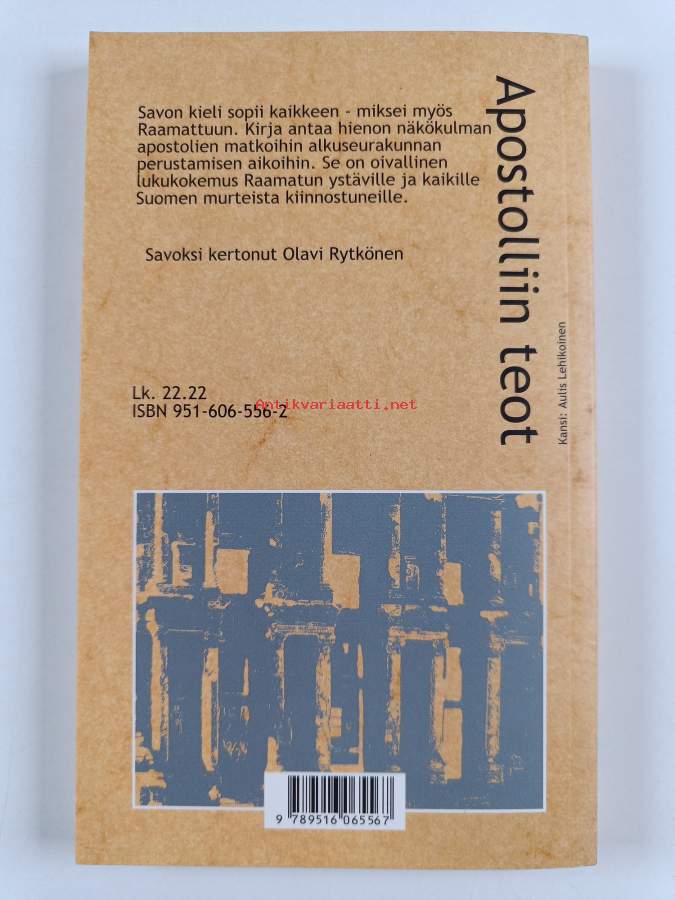 Savon kieli sopii kaikkeen - miksei myös
Raamattuun. Kirja antaa hienon näkökulman
apostolien matkoihin alkuseurakunnan
perustamisen aikoihin. Se on oivallinen
lukukokemus Raamatun ystäville ja kaikille
Suomen murteista kiinnostuneille.
Savoksi kertonut Olavi Rytkönen
Apostolliin teot
Kansi: Aulis Lehikoinen
Lk. 22.22
ISBN 951-606-556-2
Antikvariaatti.net
9 789516 065567